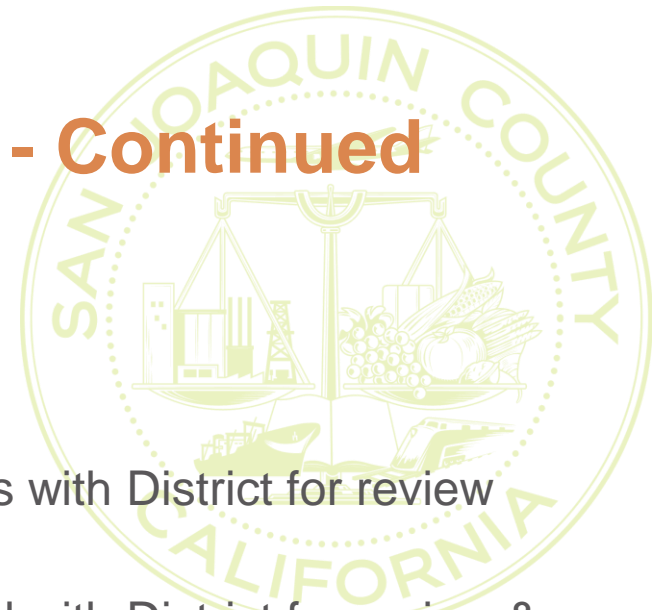 SAN JOAQUIN COUNTY
- Continued
s with District for review
CALIFORNIA